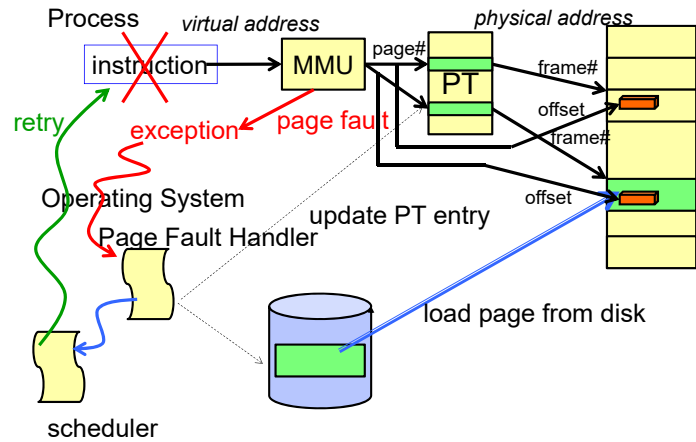 Process
virtual address
physical address
instruction
MMU
page#
PT
frame#
offset
frame#
offset
retry
exception
page fault
Operating System
Page Fault Handler
update PT entry
load page from disk
scheduler